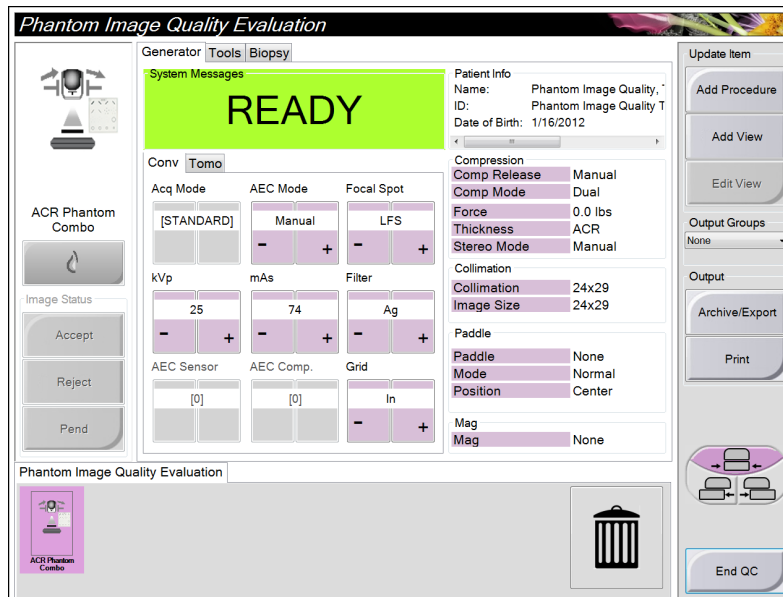 Phantom Image Quality Evaluation
Generator Tools Biopsy
System Messages
READY
Patient Info
Name: Phantom Image Quality,
ID: Phantom Image Quality T
Date of Birth: 1/16/2012
Update Item
Add Procedure
Add View
Edit View
Output Groups
None
Output
Archive/Export
Print
End QC
ACR Phantom
Combo
Image Status
Accept
Reject
Pend
Conv Tomo
Acq Mode AEC Mode Focal Spot
[STANDARD] Manual LFS
- + - +
kVp mAs Filter
25 74 Ag
- + - + - +
AEC Sensor AEC Comp. Grid
[0] [0] In
- +
Compression
Comp Release Manual
Comp Mode Dual
Force 0.0 lbs
Thickness ACR
Stereo Mode Manual
Collimation
Collimation 24x29
Image Size 24x29
Paddle
Paddle None
Mode Normal
Position Center
Mag
Mag None
Phantom Image Quality Evaluation
ACR Phantom
Combo